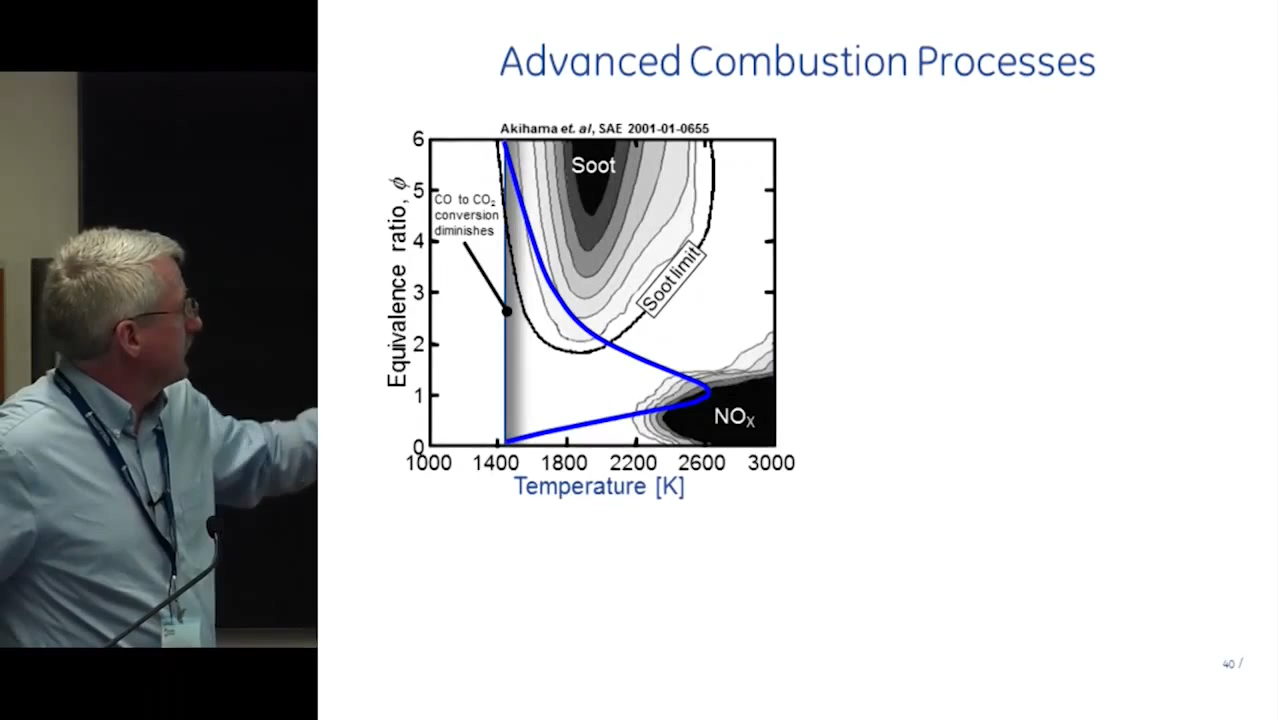 Advanced Combustion Processes
Akihama et. al, SAE 2001-01-0655
6
5
4
3
2
1
0
Equivalence ratio, ϕ
Soot
CO to CO₂
conversion
diminishes
Soot limit
NOX
1000 1400 1800 2200 2600 3000
Temperature [K]
40 /